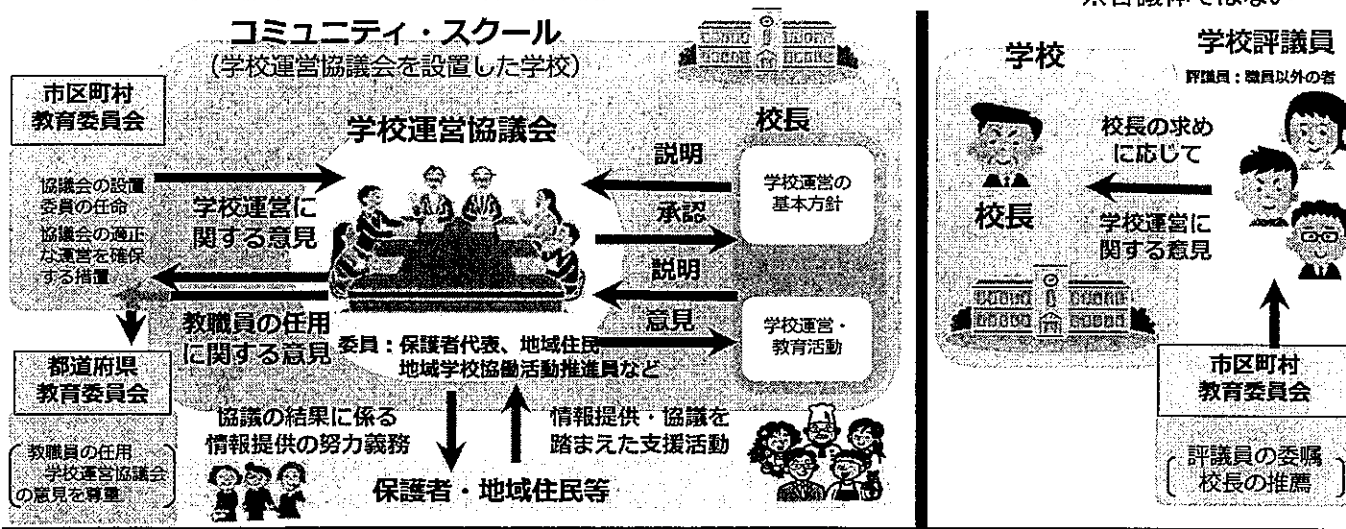 コミュニティ・スクール
(学校運営協議会を設置した学校)
市区町村
教育委員会
協議会の設置
委員の任命
協議会の適正
な運営を確保
する措置
学校運営協議会
校長
説明
承認
説明
意見
学校運営の
基本方針
学校運営・
教育活動
学校運営に
関する意見
教職員の任用
に関する意見
委員：保護者代表、地域住民
地域学校協働活動推進員など
都道府県
教育委員会
教職員の任用
学校運営協議会
の意見を尊重
協議の結果に係る
情報提供の努力義務
情報提供・協議を
踏まえた支援活動
保護者・地域住民等
学校
校長
学校評議員
評議員：職員以外の者
校長の求め
に応じて
学校運営に
関する意見
市区町村
教育委員会
評議員の委嘱
校長の推薦